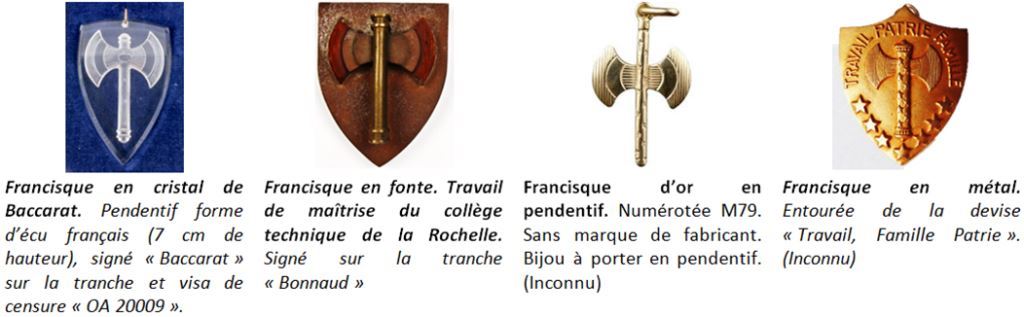 TRAVAIL PATRIE FAMILLE
Francisque en cristal de
Baccarat. Pendentif forme
d’écu français (7 cm de
hauteur), signé « Baccarat »
sur la tranche et visa de
censure « OA 20009 ».
Francisque en fonte. Travail
de maîtrise du collège
technique de la Rochelle.
Signé sur la tranche
« Bonnaud »
Francisque d’or en
pendentif. Numérotée M79.
Sans marque de fabricant.
Bijou à porter en pendentif.
(Inconnu)
Francisque en métal.
Entourée de la devise
« Travail, Famille Patrie ».
(Inconnu)